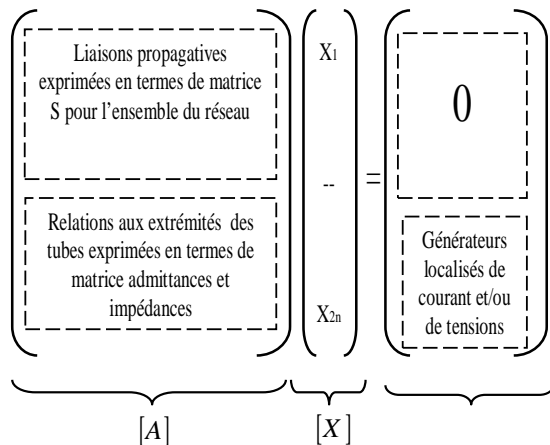 Liaisons propagatives
exprimées en termes de matrice
S pour l'ensemble du réseau
Relations aux extrémités des
tubes exprimées en termes de
matrice admittances et
impédances
X1
--
X2n
=
0
Générateurs
localisés de
courant et/ou
de tensions
[A]
[X]